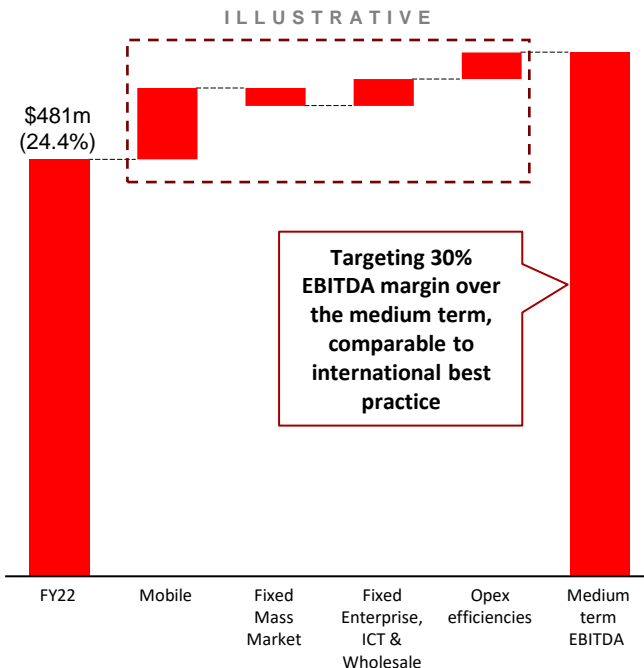 ILLUSTRATIVE
$481m
(24.4%)
Targeting 30%
EBITDA margin over
the medium term,
comparable to
international best
practice
FY22
Mobile
Fixed
Mass
Market
Fixed
Enterprise,
ICT &
Wholesale
Opex
efficiencies
Medium
term
EBITDA